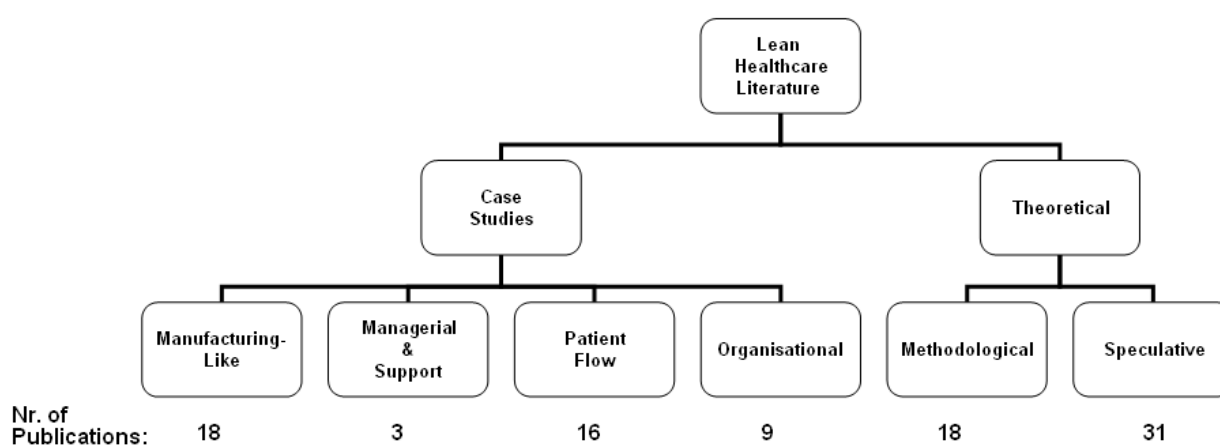 Lean
Healthcare
Literature
Case
Studies
Theoretical
Manufacturing-
Like
Managerial
&
Support
Patient
Flow
Organisational
Methodological
Speculative
Nr. of
Publications: 18 3 16 9 18 31